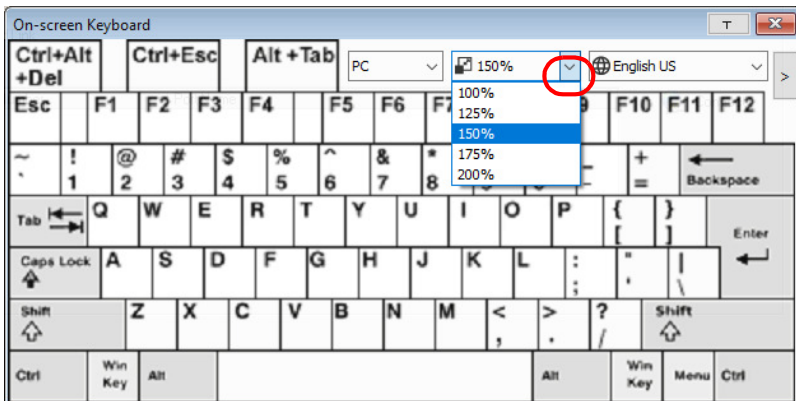 On-screen Keyboard
Ctrl+Alt +Del Ctrl+Esc Alt +Tab PC 150% English US >
100%
125%
150%
175%
200%
Esc F1 F2 F3 F4 F5 F6 F7 9 F10 F11 F12
~ ! @ # $ % ^ & * _ +
` 1 2 3 4 5 6 7 8 - = Backspace
Tab Q W E R T Y U I O P { }
[ ] Enter
Caps Lock A S D F G H J K L : " |
; ' \
Shift Z X C V B N M < > ? Shift
, . /
Ctrl Win Key Alt Alt Win Key Menu Ctrl